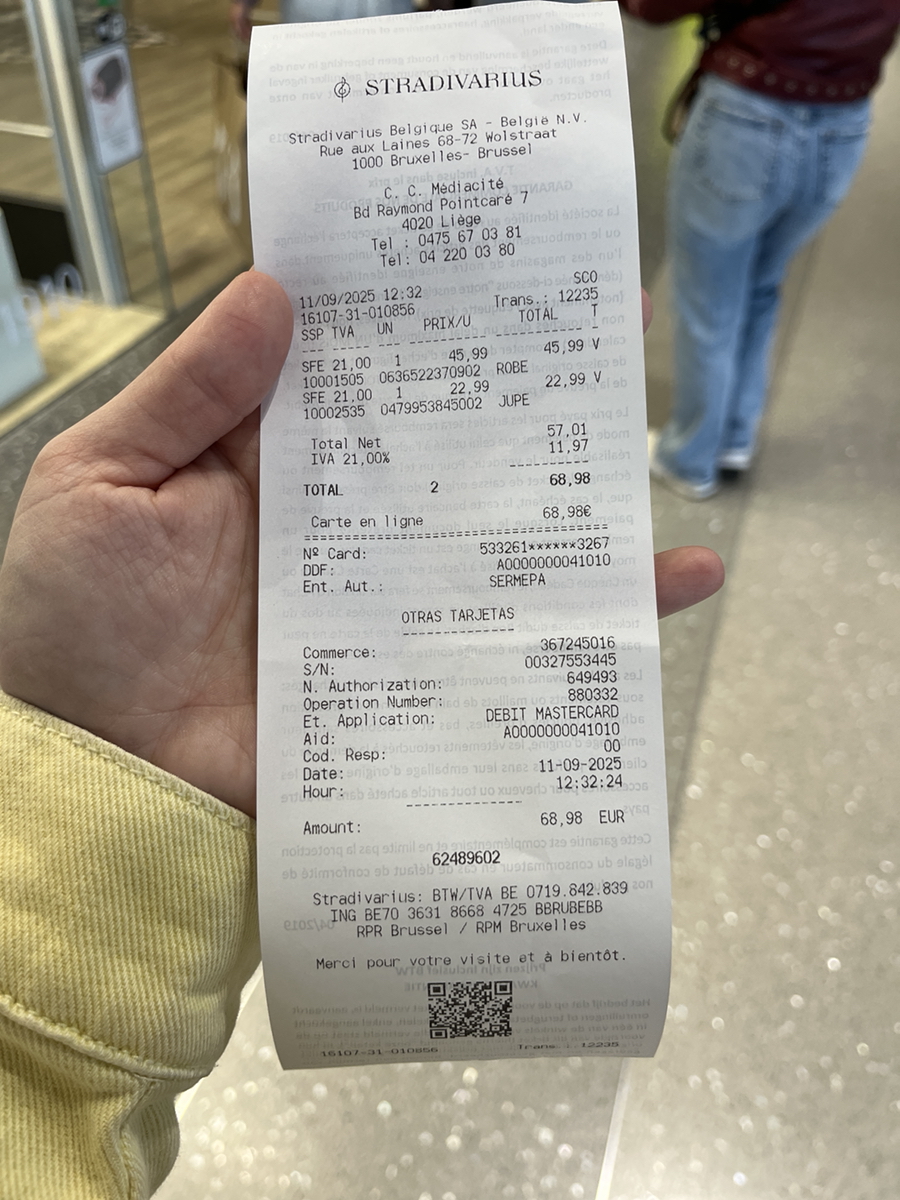 STRADIVARIUS
Stradivarius Belgique SA - België N.V.
Rue aux Laines 68-72 Wolstraat
1000 Bruxelles- Brussel
C. C. Médiacité
Bd Raymond Pointcaré 7
4020 Liège
Tel : 0475 67 03 81
Tel: 04 220 03 80
SCO
11/09/2025 12:32
16107-31-010856 Trans.: 12235
SSP TVA UN PRIX/U TOTAL T
SFE 21,00 1 45,99 45,99 V
10001505 0636522370902 ROBE
SFE 21,00 1 22,99 22,99 V
10002535 0479953845002 JUPE
Total Net 57,01
IVA 21,00% 11,97
TOTAL 2 68,98
Carte en ligne 68,98€
Nº Card: 533261******3267
DDF: A0000000041010
Ent. Aut.: SERMEPA
OTRAS TARJETAS
Commerce: 367245016
S/N: 00327553445
N. Authorization: 649493
Operation Number: 880332
Et. Application: DEBIT MASTERCARD
Aid: A0000000041010
Cod. Resp: 00
Date: 11-09-2025
Hour: 12:32:24
Amount: 68,98 EUR
62489602
Stradivarius: BTW/TVA BE 0719.842.839
ING BE70 3631 8668 4725 BBRUBEBB
RPR Brussel / RPM Bruxelles
Merci pour votre visite et à bientôt.
16107-31-010856 Trans.: 12235